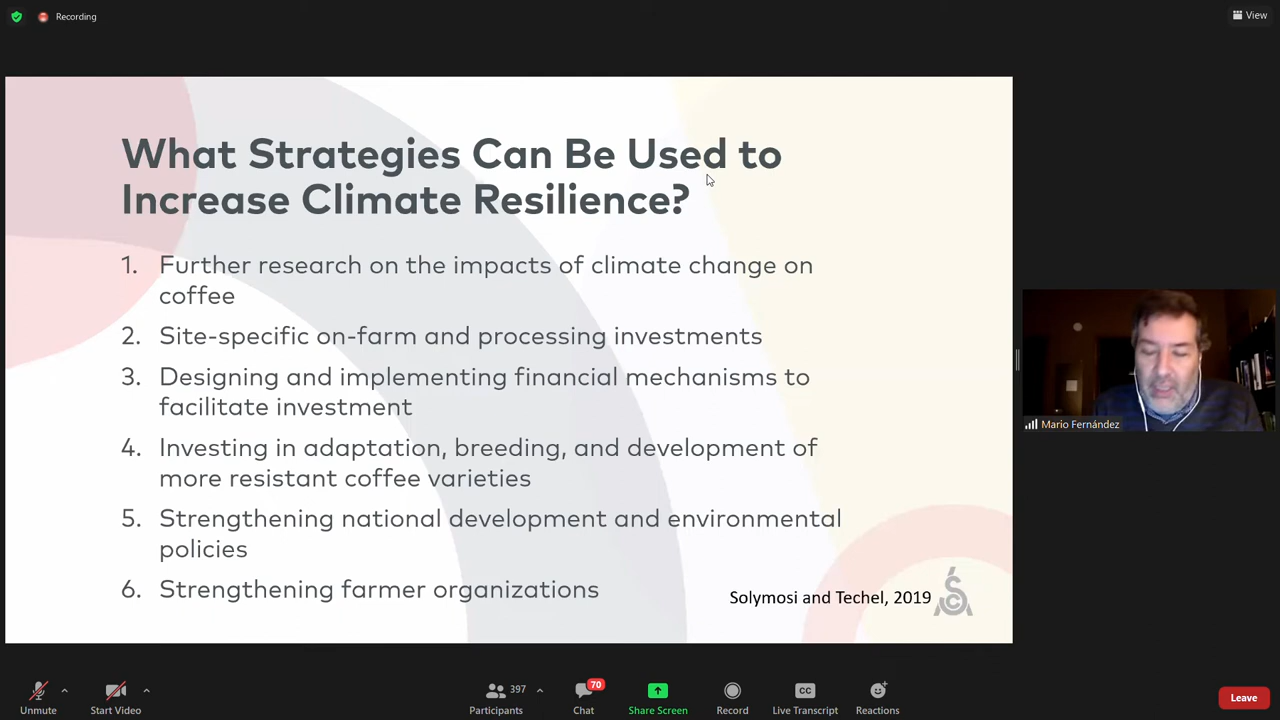 Recording
View
What Strategies Can Be Used to
Increase Climate Resilience?
1. Further research on the impacts of climate change on
coffee
2. Site-specific on-farm and processing investments
3. Designing and implementing financial mechanisms to
facilitate investment
4. Investing in adaptation, breeding, and development of
more resistant coffee varieties
5. Strengthening national development and environmental
policies
6. Strengthening farmer organizations
Solymosi and Techel, 2019
Mario Fernández
Unmute
Start Video
397
Participants
70
Chat
Share Screen
Record
CC
Live Transcript
Reactions
Leave